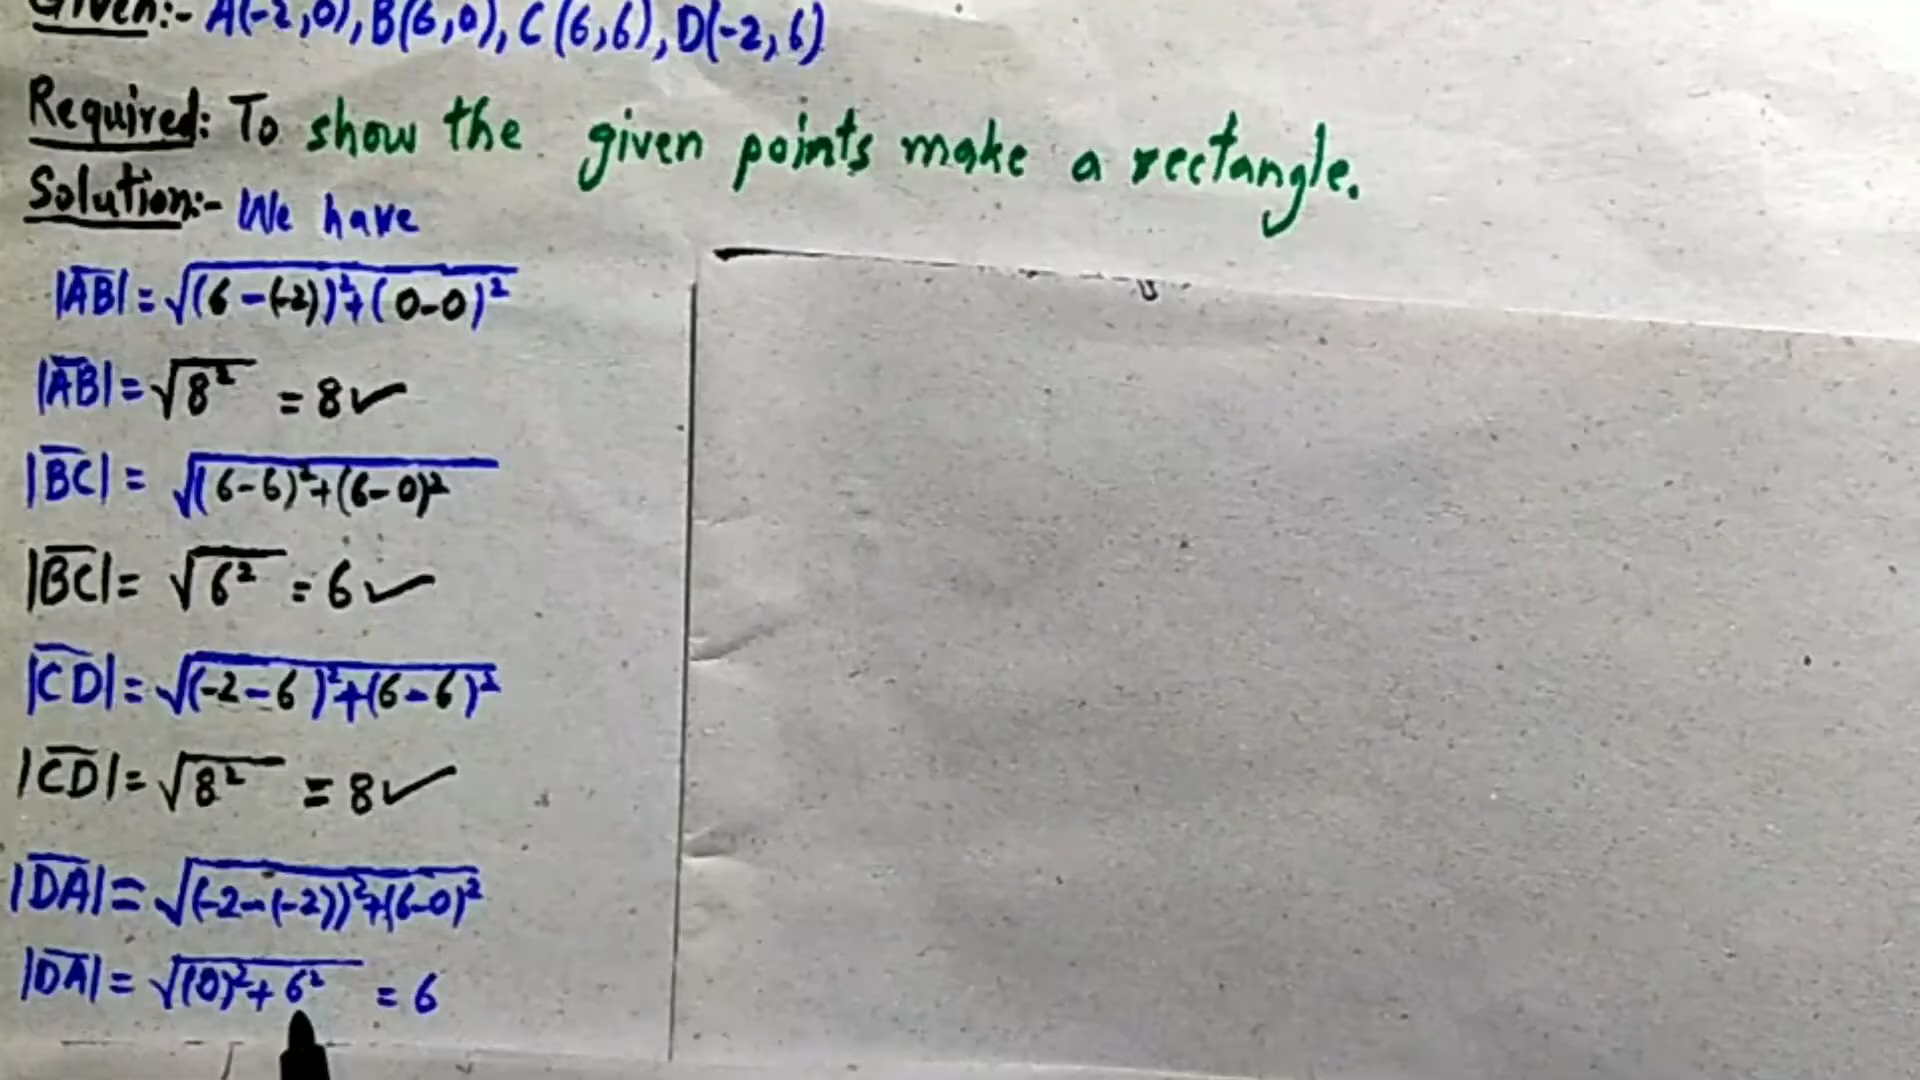 Given:- A(-2,0), B(6,0), C(6,6), D(-2,6)
Required: To show the given points make a rectangle.
Solution:- We have
|AB| = √(6-(-2))²+(0-0)²
|AB| = √8² = 8✓
|BC| = √(6-6)²+(6-0)²
|BC| = √6² = 6✓
|CD| = √(-2-6)²+(6-6)²
|CD| = √8² = 8✓
|DA| = √(-2-(-2))²+(6-0)²
|DA| = √(0)²+6² = 6